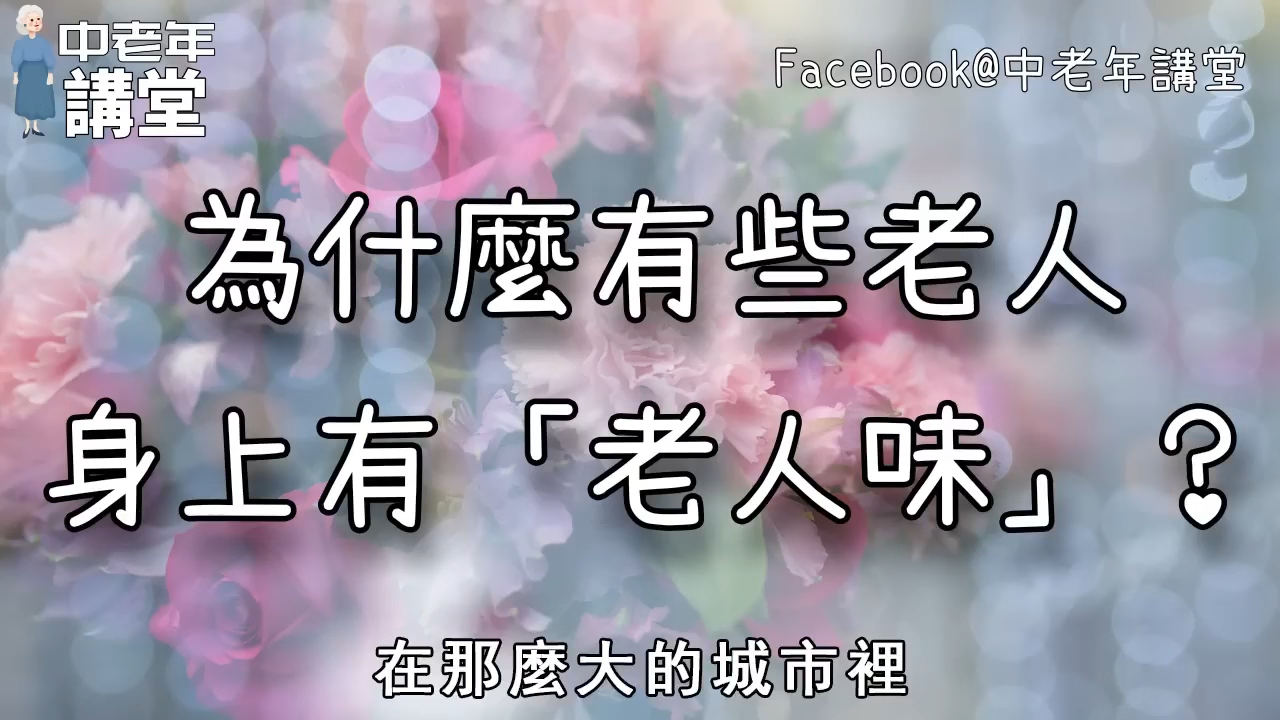 中老年
講堂
Facebook@中老年講堂
為什麼有些老人
身上有「老人味」?
在那麼大的城市裡